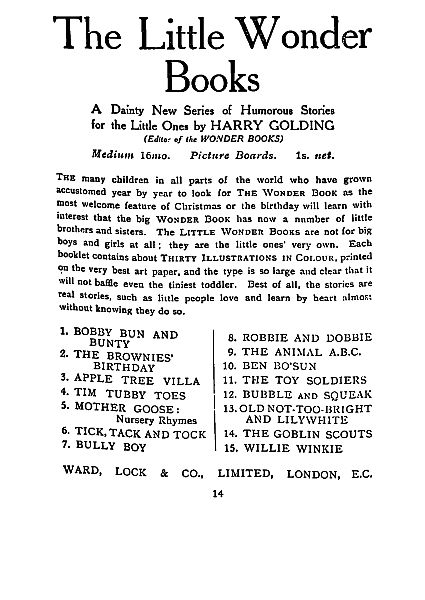 The Little Wonder
Books
A Dainty New Series of Humorous Stories
for the Little Ones by HARRY GOLDING
(Editor of the WONDER BOOKS)
Medium 16mo. Picture Boards. 1s. net.
THE many children in all parts of the world who have grown
accustomed year by year to look for THE WONDER BOOK as the
most welcome feature of Christmas or the birthday will learn with
interest that the big WONDER BOOK has now a number of little
brothers and sisters. The LITTLE WONDER BOOKS are not for big
boys and girls at all; they are the little ones' very own. Each
booklet contains about THIRTY ILLUSTRATIONS IN COLOUR, printed
on the very best art paper, and the type is so large and clear that it
will not baffle even the tiniest toddler. Best of all, the stories are
real stories, such as little people love and learn by heart almost
without knowing they do so.
1. BOBBY BUN AND
BUNTY
2. THE BROWNIES'
BIRTHDAY
3. APPLE TREE VILLA
4. TIM TUBBY TOES
5. MOTHER GOOSE:
Nursery Rhymes
6. TICK, TACK AND TOCK
7. BULLY BOY
8. ROBBIE AND DOBBIE
9. THE ANIMAL A.B.C.
10. BEN BO'SUN
11. THE TOY SOLDIERS
12. BUBBLE AND SQUEAK
13. OLD NOT-TOO-BRIGHT
AND LILYWHITE
14. THE GOBLIN SCOUTS
15. WILLIE WINKIE
WARD, LOCK & CO., LIMITED, LONDON, E.C.
14